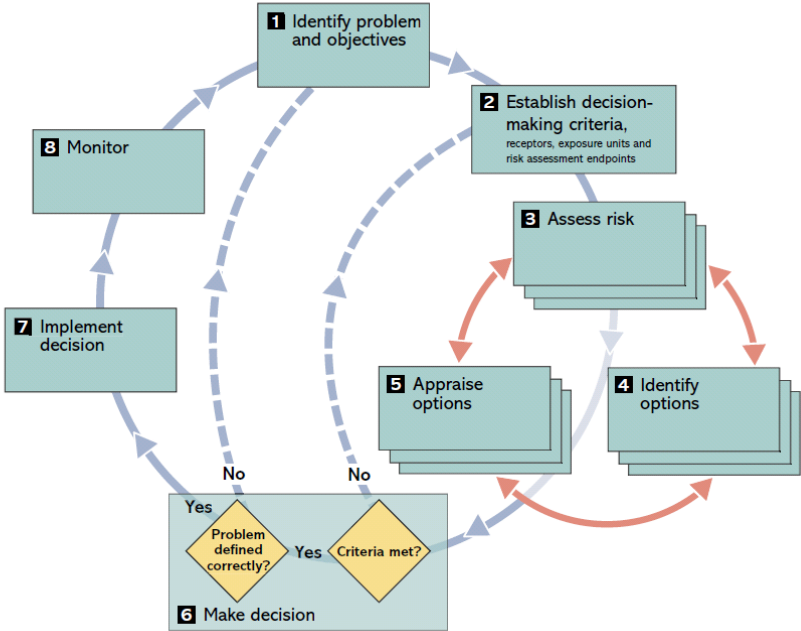 1 Identify problem
and objectives
2 Establish decision-
making criteria,
receptors, exposure units and
risk assessment endpoints
3 Assess risk
4 Identify
options
5 Appraise
options
No
No
Yes
Problem
defined
correctly?
Yes
Criteria met?
6 Make decision
7 Implement
decision
8 Monitor